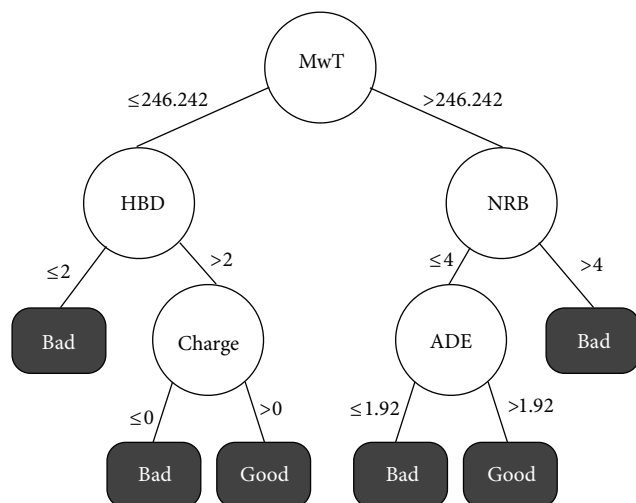 MwT
≤246.242
>246.242
HBD
NRB
≤2
>2
≤4
>4
Bad
Charge
ADE
Bad
≤0
>0
≤1.92
>1.92
Bad
Good
Bad
Good